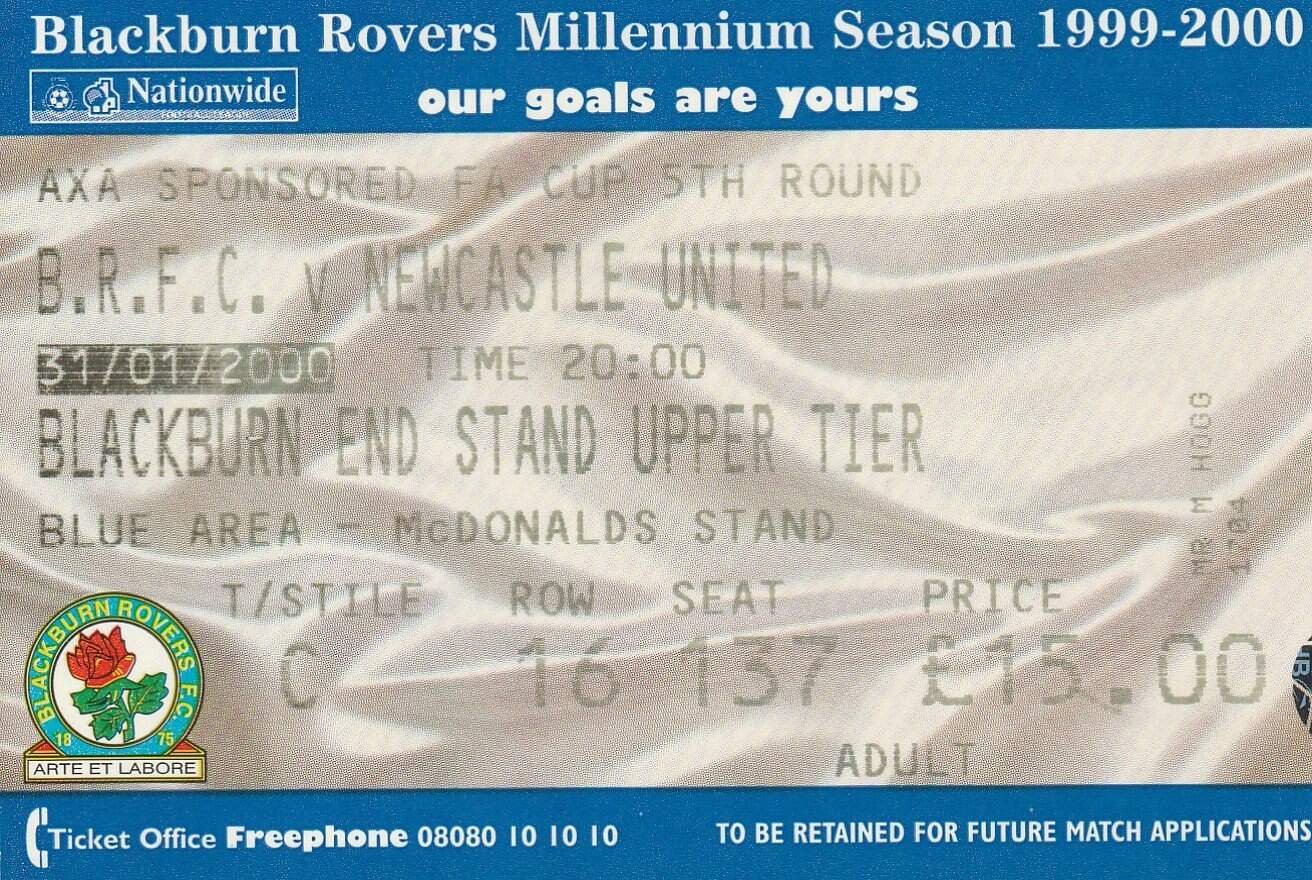 Blackburn Rovers Millennium Season 1999-2000
Nationwide
our goals are yours
AXA SPONSORED FA CUP 5TH ROUND
B.R.F.C. v NEWCASTLE UNITED
31/01/2000 TIME 20:00
BLACKBURN END STAND UPPER TIER
BLUE AREA - McDONALDS STAND
MR M HOGG
1704
T/STILE ROW SEAT PRICE
C 16 157 £15.00
ADULT
BLACKBURN ROVERS F.C.
18 75
ARTE ET LABORE
Ticket Office Freephone 08080 10 10 10
TO BE RETAINED FOR FUTURE MATCH APPLICATIONS